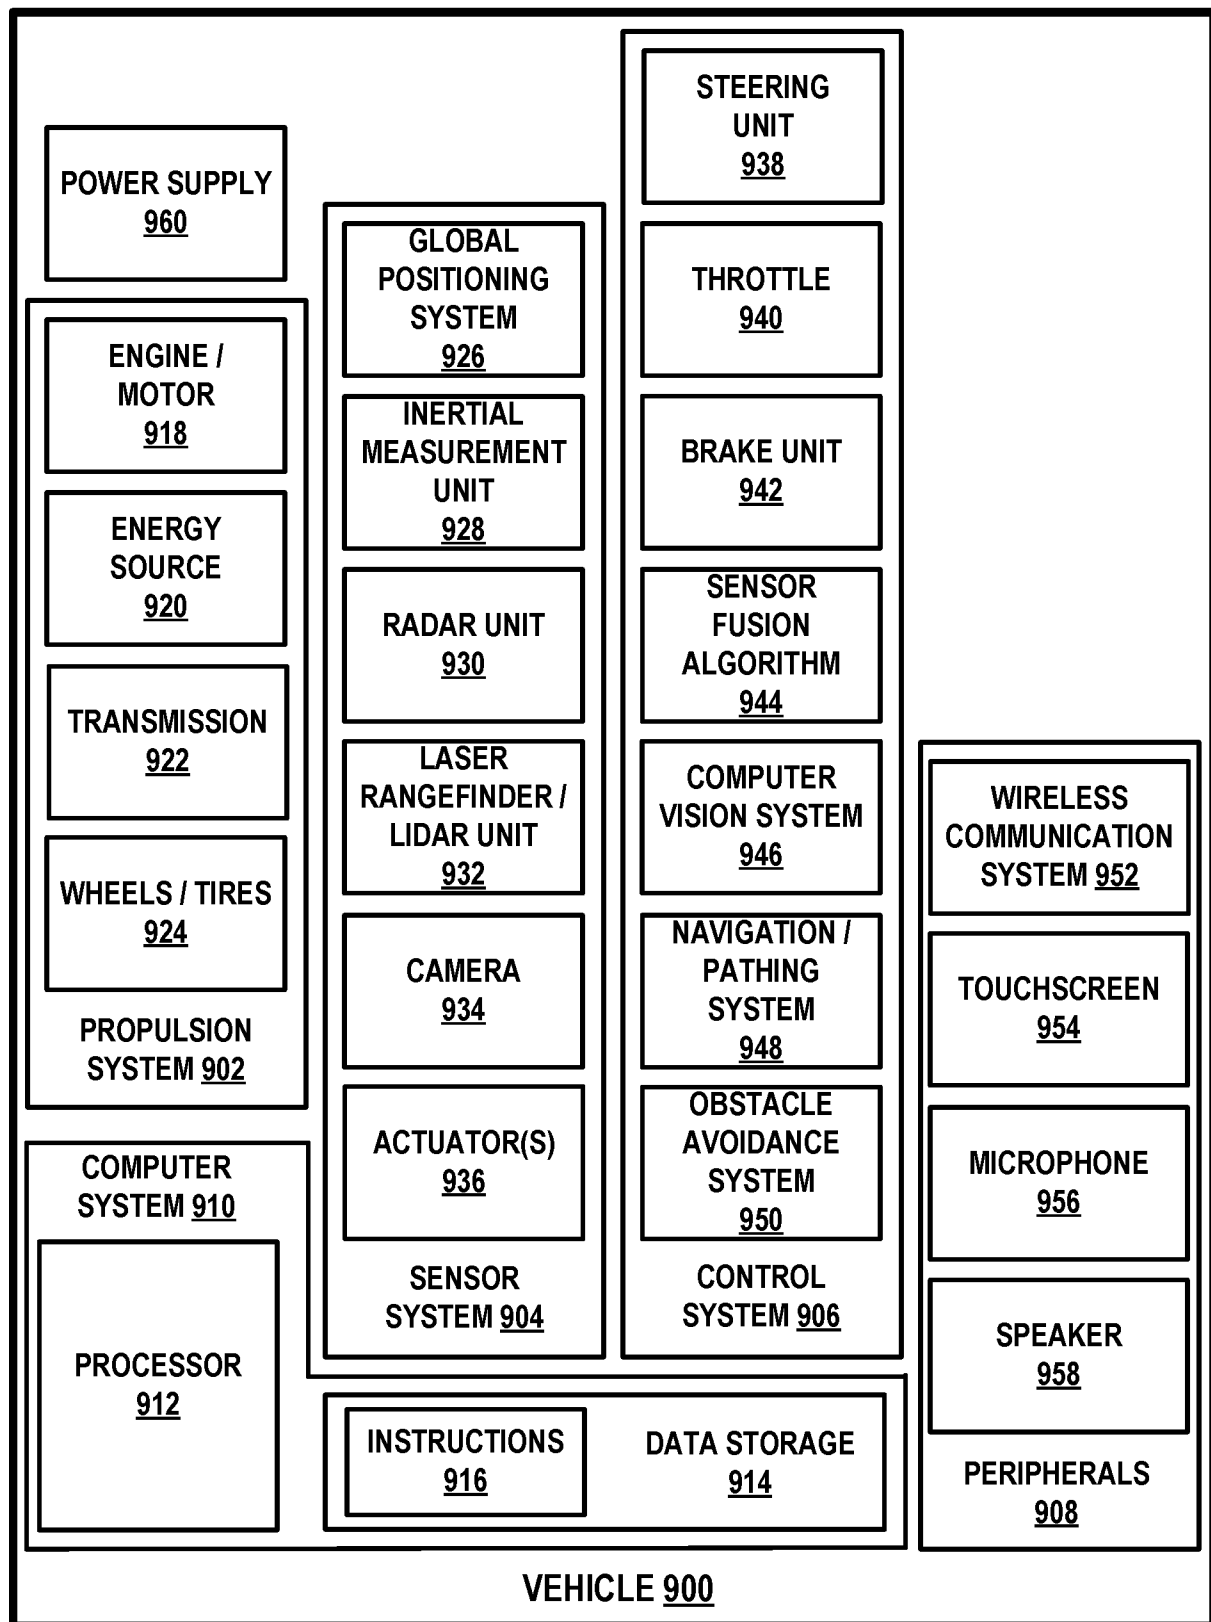 POWER SUPPLY
960
ENGINE /
MOTOR
918
ENERGY
SOURCE
920
TRANSMISSION
922
WHEELS / TIRES
924
PROPULSION
SYSTEM 902
COMPUTER
SYSTEM 910
PROCESSOR
912
GLOBAL
POSITIONING
SYSTEM
926
INERTIAL
MEASUREMENT
UNIT
928
RADAR UNIT
930
LASER
RANGEFINDER /
LIDAR UNIT
932
CAMERA
934
ACTUATOR(S)
936
SENSOR
SYSTEM 904
STEERING
UNIT
938
THROTTLE
940
BRAKE UNIT
942
SENSOR
FUSION
ALGORITHM
944
COMPUTER
VISION SYSTEM
946
NAVIGATION /
PATHING
SYSTEM
948
OBSTACLE
AVOIDANCE
SYSTEM
950
CONTROL
SYSTEM 906
INSTRUCTIONS
916
DATA STORAGE
914
WIRELESS
COMMUNICATION
SYSTEM 952
TOUCHSCREEN
954
MICROPHONE
956
SPEAKER
958
PERIPHERALS
908
VEHICLE 900